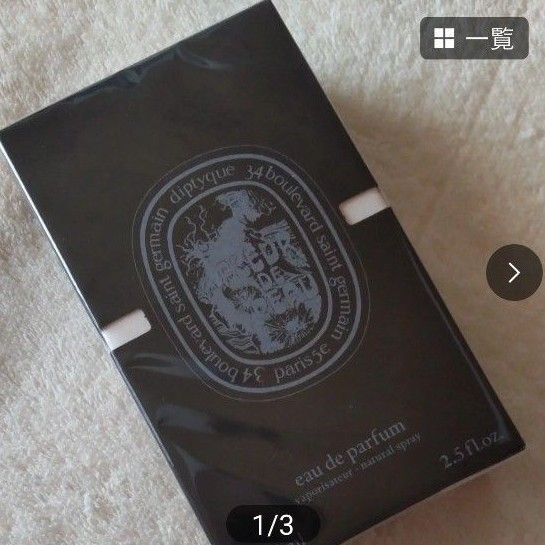 一覧
34 boulevard saint germain
paris 5e
34 boulevard saint germain
diptyque
FLEUR
DE
PEAU
eau de parfum
vaporisateur - natural spray
2.5 fl.oz.
1/3